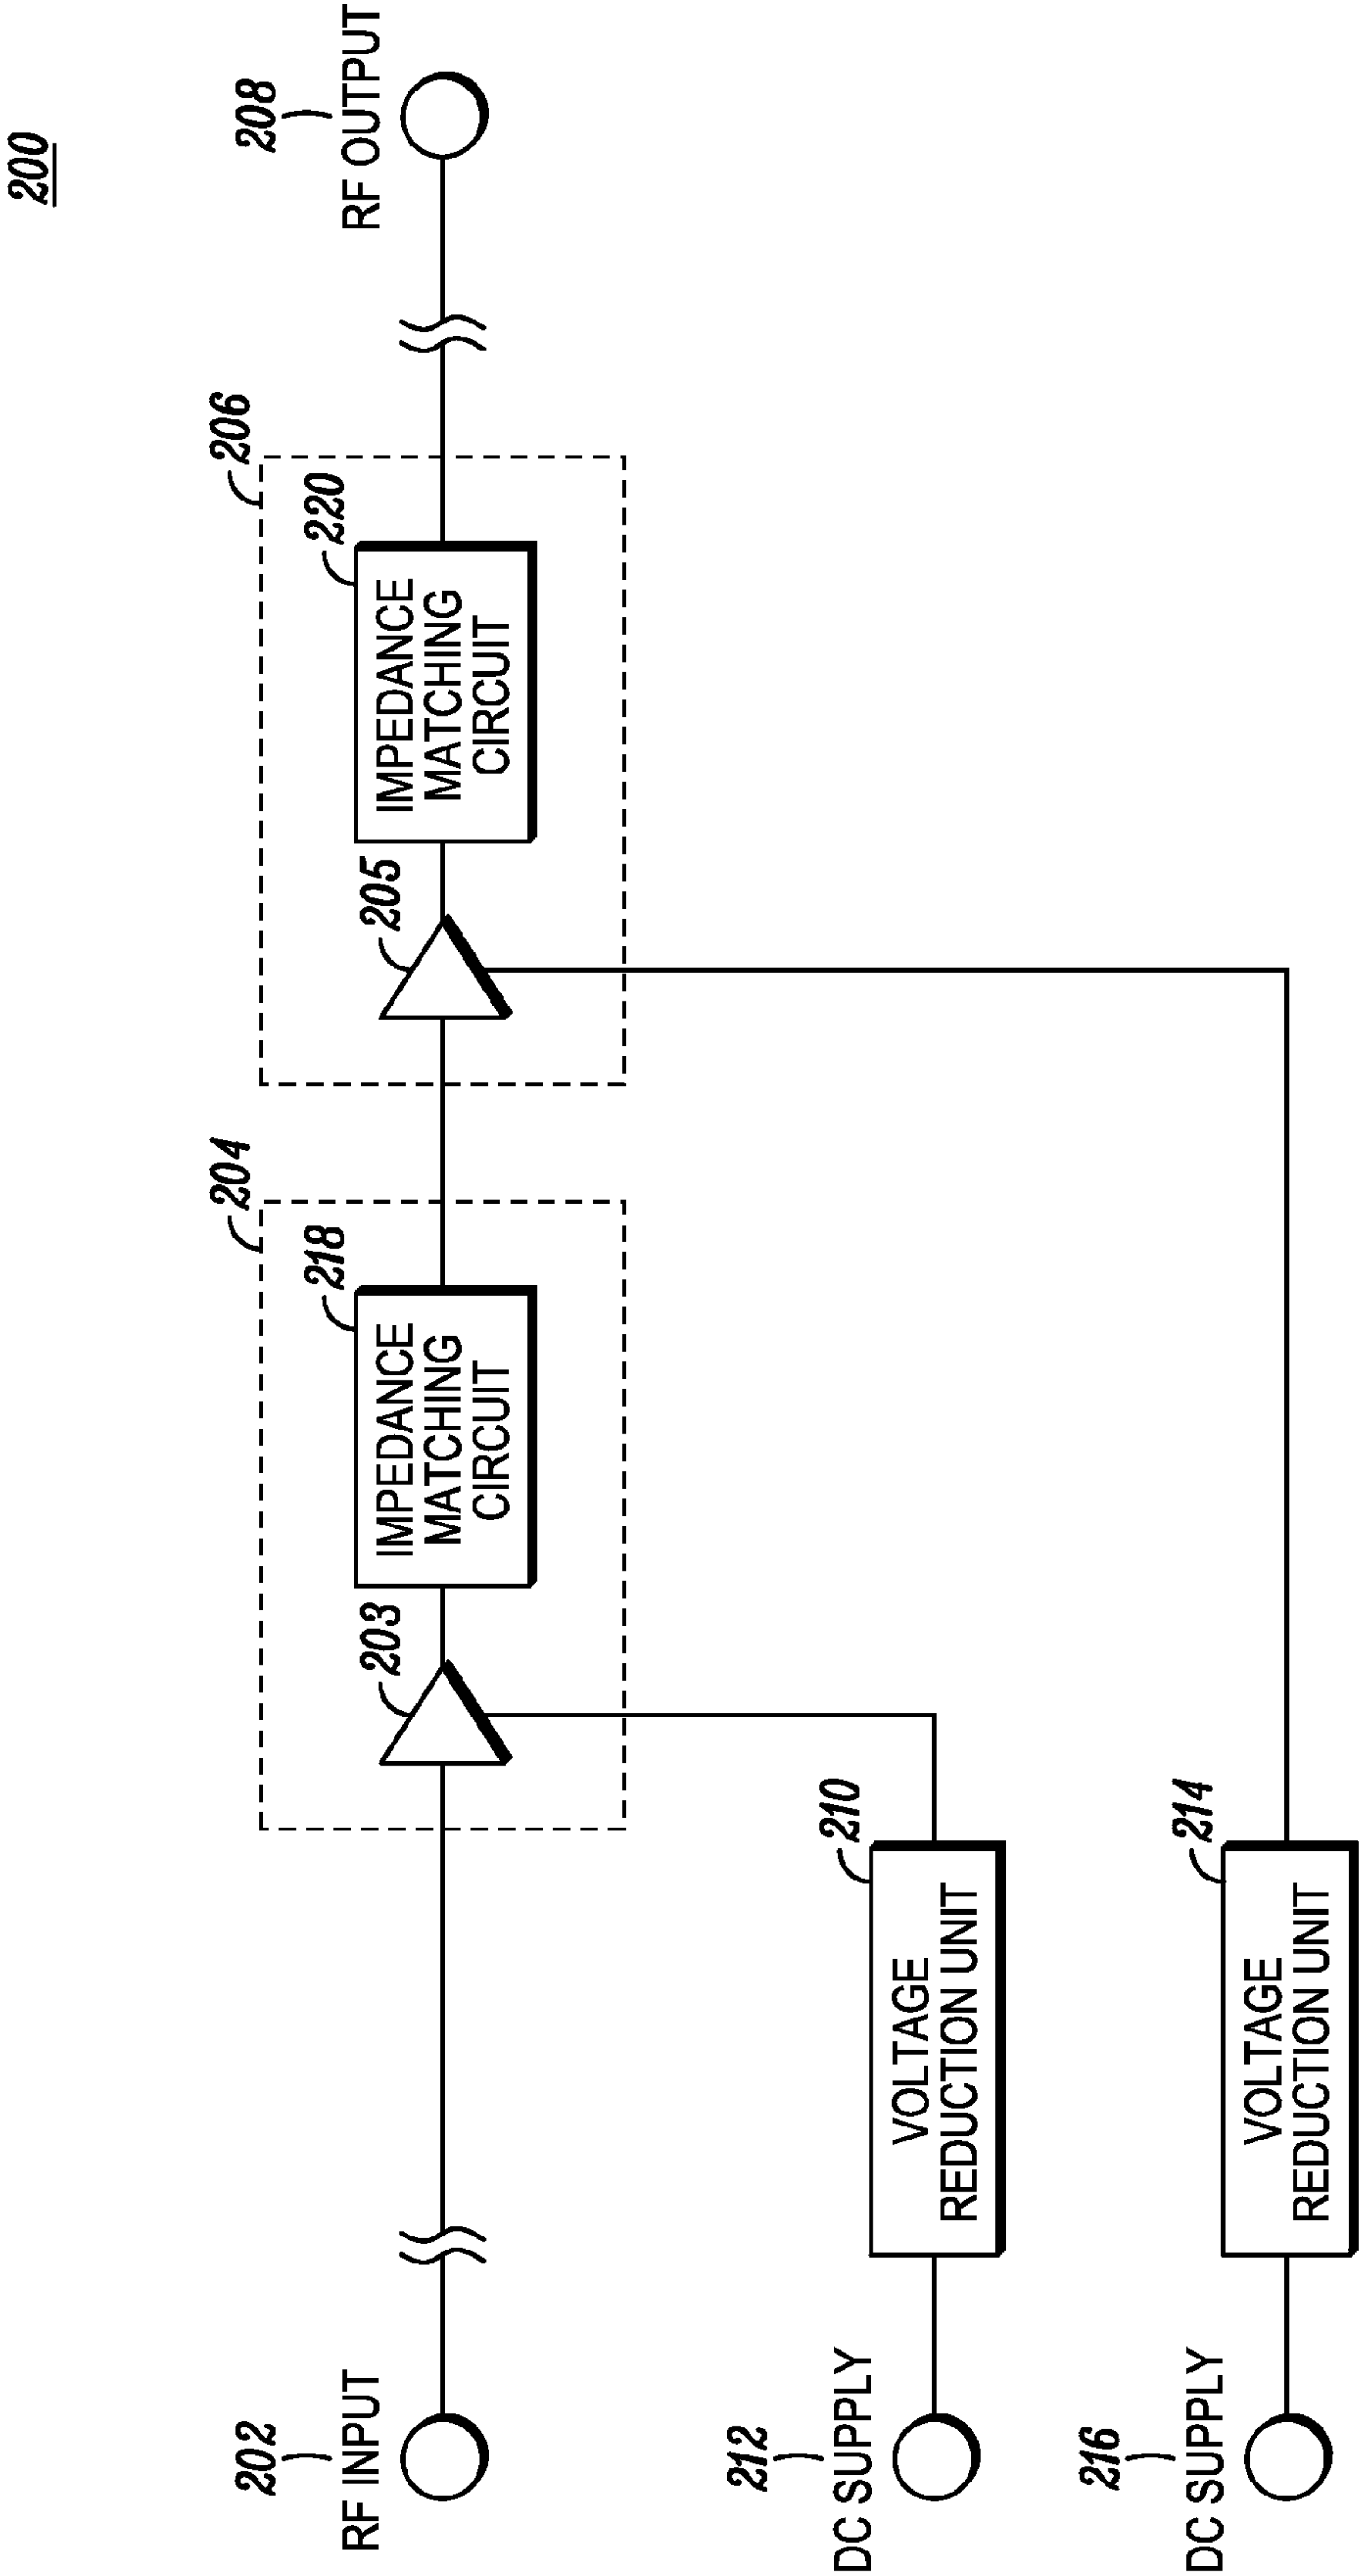 200
202
RF INPUT
204
203
218
IMPEDANCE
MATCHING
CIRCUIT
206
205
220
IMPEDANCE
MATCHING
CIRCUIT
208
RF OUTPUT
212
DC SUPPLY
210
VOLTAGE
REDUCTION UNIT
216
DC SUPPLY
214
VOLTAGE
REDUCTION UNIT